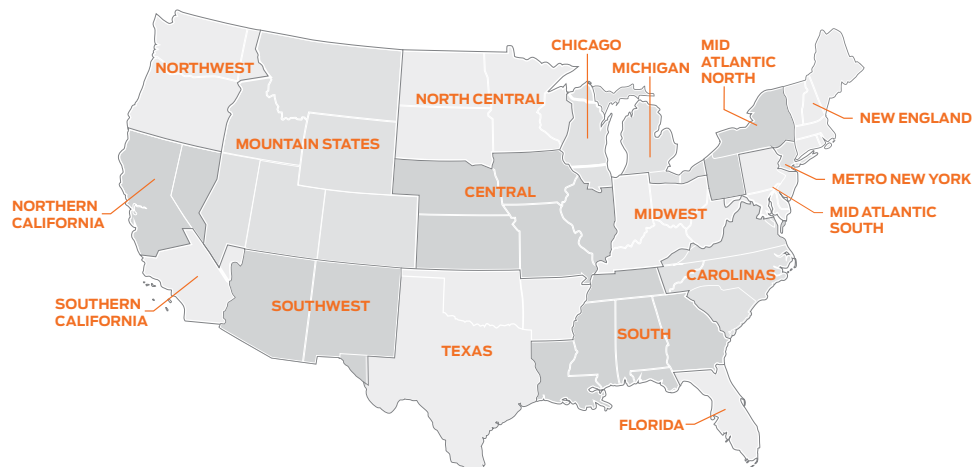 CHICAGO
MID
ATLANTIC
NORTH
NORTHWEST
MICHIGAN
NORTH CENTRAL
NEW ENGLAND
MOUNTAIN STATES
METRO NEW YORK
CENTRAL
NORTHERN
CALIFORNIA
MIDWEST
MID ATLANTIC
SOUTH
CAROLINAS
SOUTHERN
CALIFORNIA
SOUTHWEST
SOUTH
TEXAS
FLORIDA